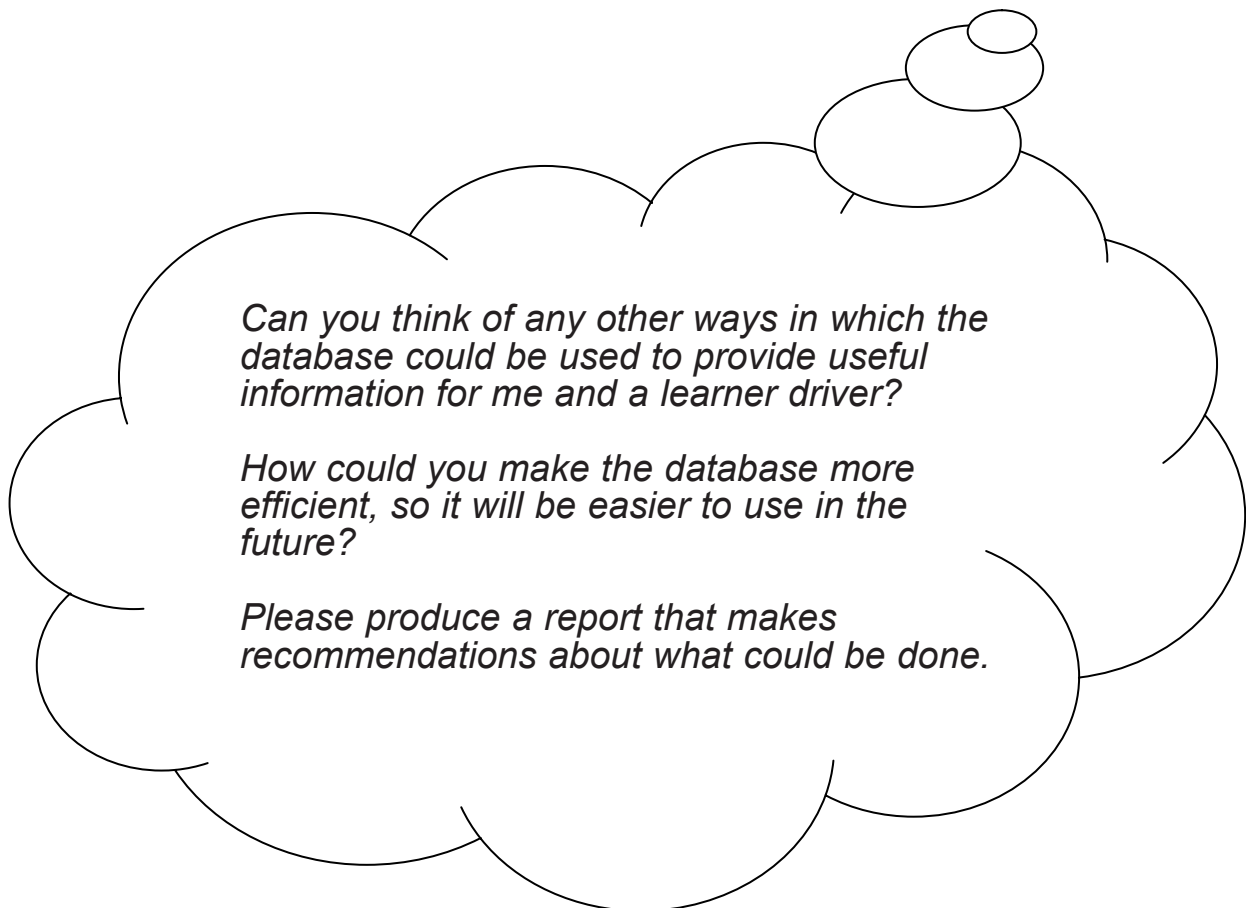 Can you think of any other ways in which the
database could be used to provide useful
information for me and a learner driver?
How could you make the database more
efficient, so it will be easier to use in the
future?
Please produce a report that makes
recommendations about what could be done.